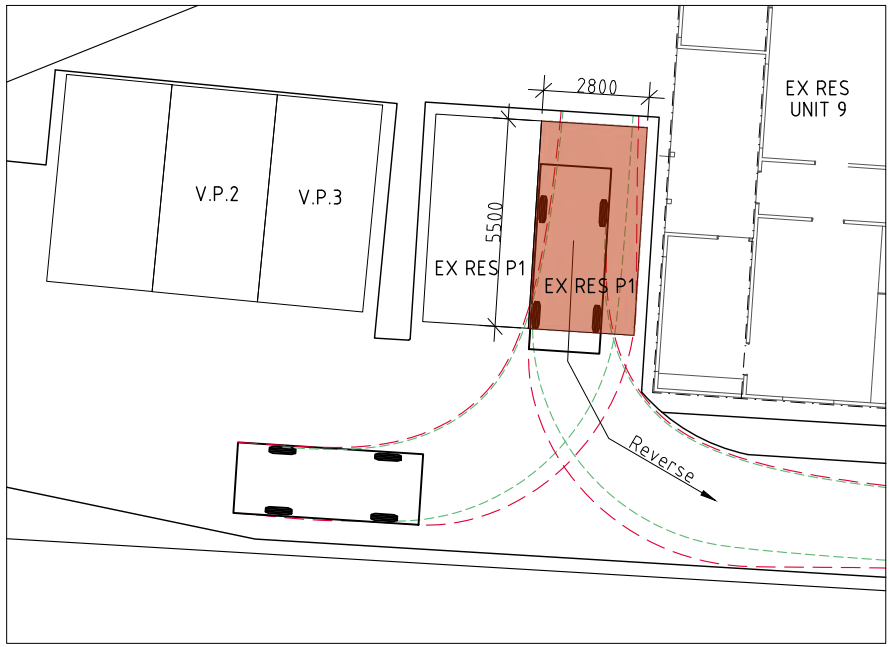 2800
EX RES
UNIT 9
V.P.2
V.P.3
5500
EX RES P1
EX RES P1
Reverse